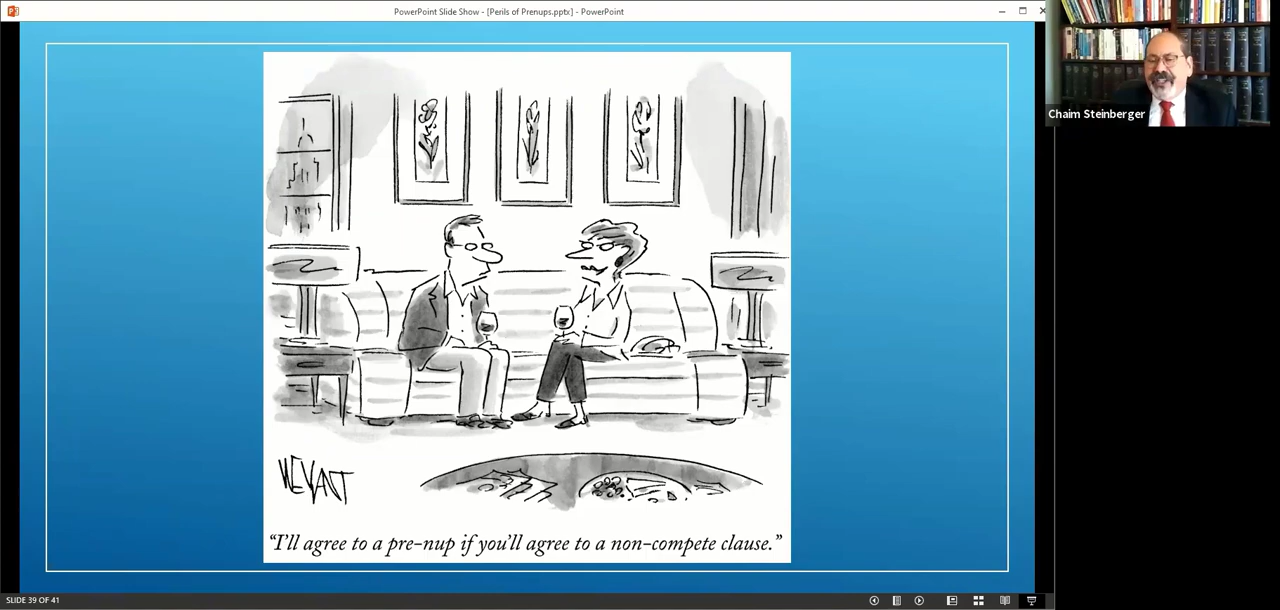 PowerPoint Slide Show - [Perils of Prenups.pptx] - PowerPoint
Chaim Steinberger
"I'll agree to a pre-nup if you'll agree to a non-compete clause."
SLIDE 39 OF 41